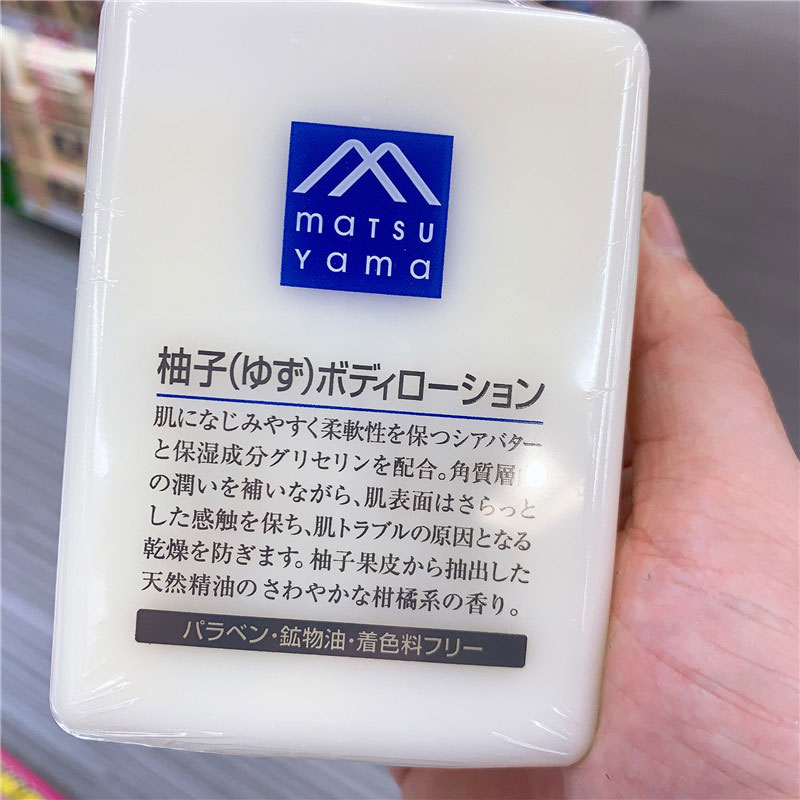 matsu
yama
柚子(ゆず)ボディローション
肌になじみやすく柔軟性を保つシアバター
と保湿成分グリセリンを配合。角質層
の潤いを補いながら、肌表面はさらっと
した感触を保ち、肌トラブルの原因となる
乾燥を防ぎます。柚子果皮から抽出した
天然精油の さわやかな柑橘系の香り。
パラベン・鉱物油・着色料フリー